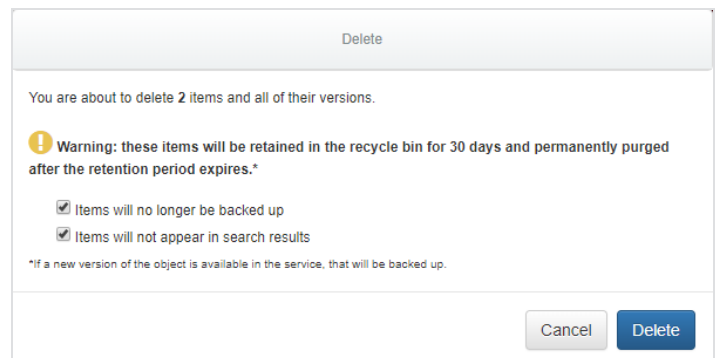 Delete
You are about to delete 2 items and all of their versions.
Warning: these items will be retained in the recycle bin for 30 days and permanently purged
after the retention period expires.*
Items will no longer be backed up
Items will not appear in search results
*If a new version of the object is available in the service, that will be backed up.
Cancel Delete